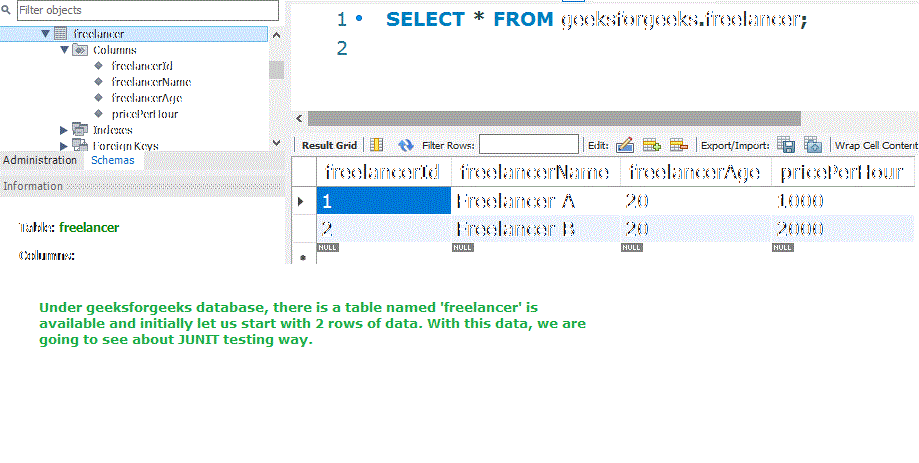 Filter objects
freelancer
Columns
freelancerId
freelancerName
freelancerAge
pricePerHour
Indexes
Foreign Keys
Administration Schemas
Information
Table: freelancer
Columns:
1 SELECT * FROM geeksforgeeks.freelancer;
2
Result Grid Filter Rows: Edit: Export/Import: Wrap Cell Content
freelancerId freelancerName freelancerAge pricePerHour
1 Freelancer A 20 1000
2 Freelancer B 20 2000
NULL NULL NULL NULL
Under geeksforgeeks database, there is a table named 'freelancer' is
available and initially let us start with 2 rows of data. With this data, we are
going to see about JUNIT testing way.